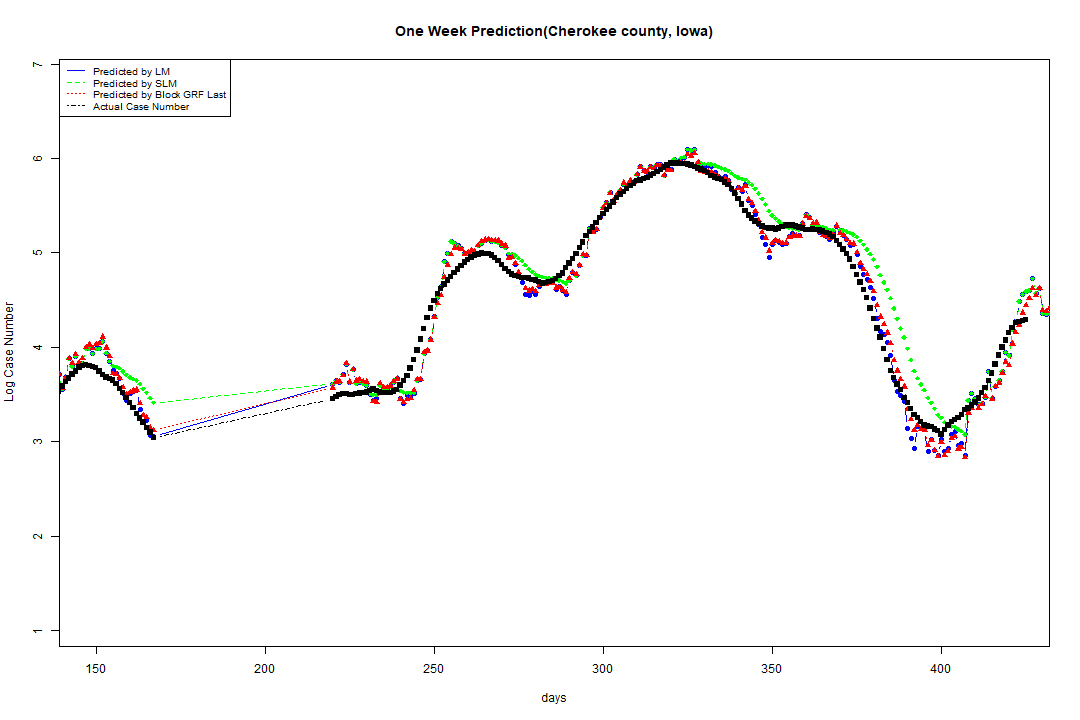 One Week Prediction(Cherokee county, Iowa)
Predicted by LM
Predicted by SLM
Predicted by Block GRF Last
Actual Case Number
7
6
5
4
3
2
1
Log Case Number
150 200 250 300 350 400
days